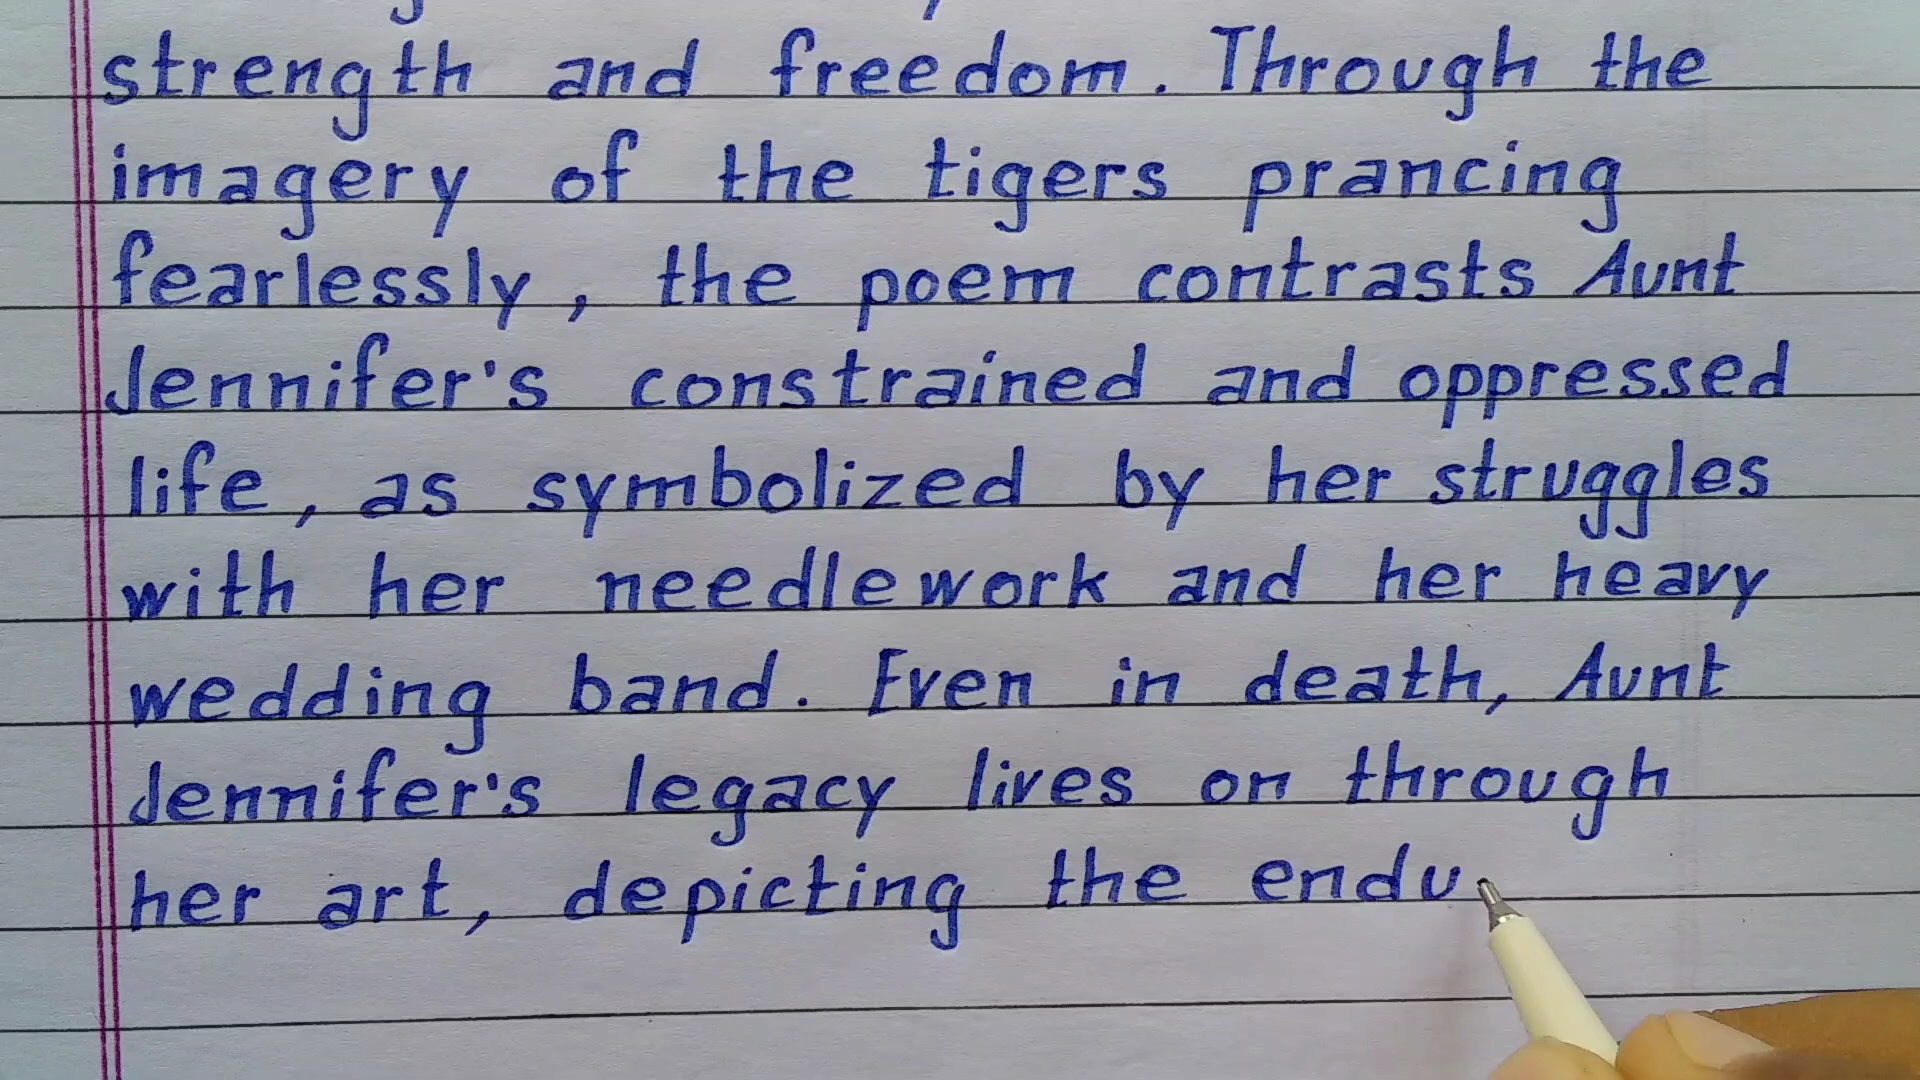 strength and freedom. Through the
imagery of the tigers prancing
fearlessly, the poem contrasts Aunt
Jennifer's constrained and oppressed
life, as symbolized by her struggles
with her needlework and her heavy
wedding band. Even in death, Aunt
Jennifer's legacy lives on through
her art, depicting the endu